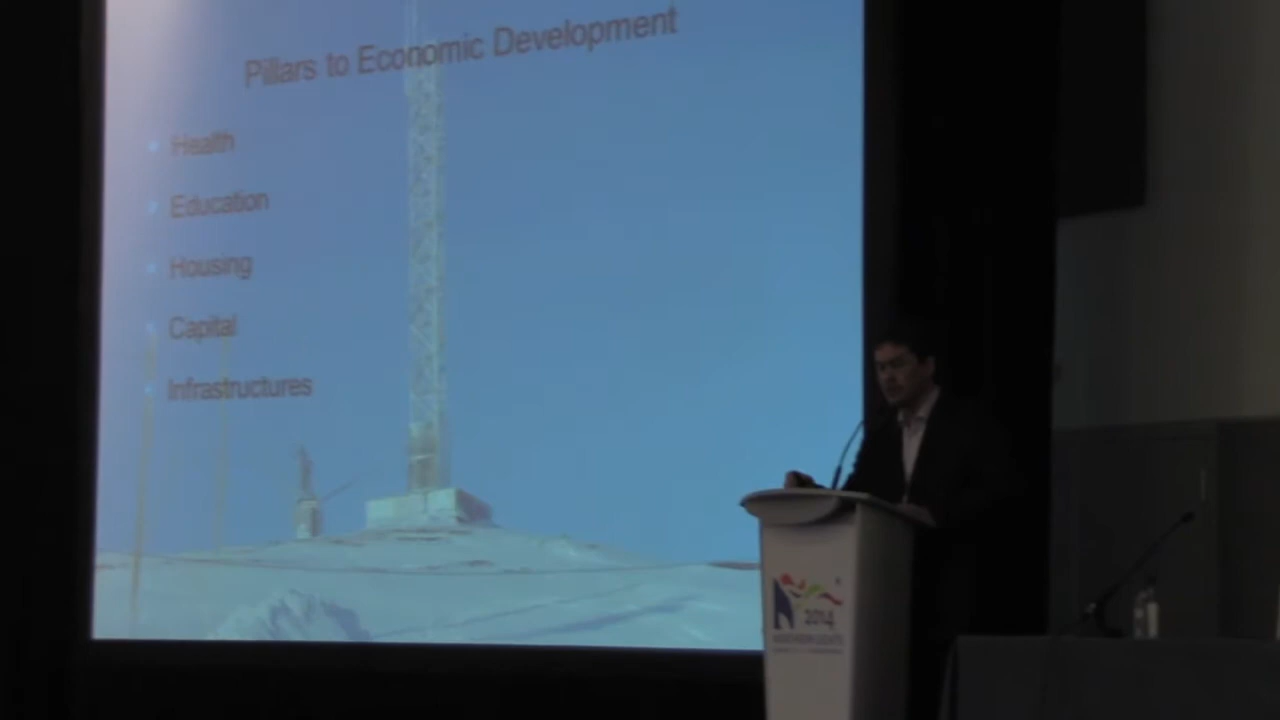 Pillars to Economic Development
Health
Education
Housing
Capital
Infrastructures
2014